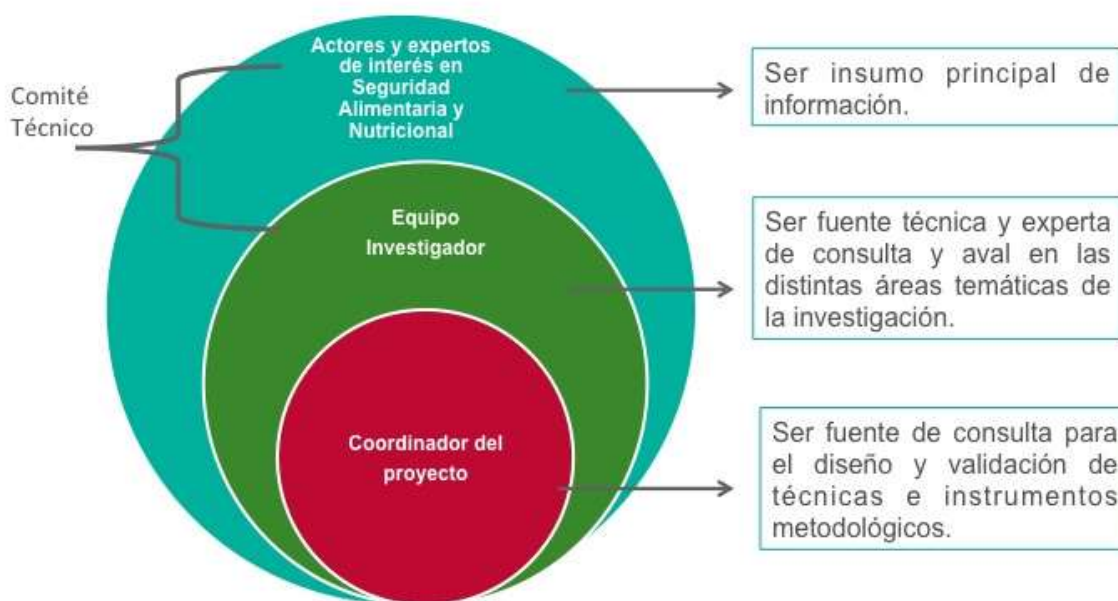 Comité
Técnico
Actores y expertos
de interés en
Seguridad
Alimentaria y
Nutricional
Ser insumo principal de
información.
Equipo
Investigador
Ser fuente técnica y experta
de consulta y aval en las
distintas áreas temáticas de
la investigación.
Coordinador del
proyecto
Ser fuente de consulta para
el diseño y validación de
técnicas e instrumentos
metodológicos.